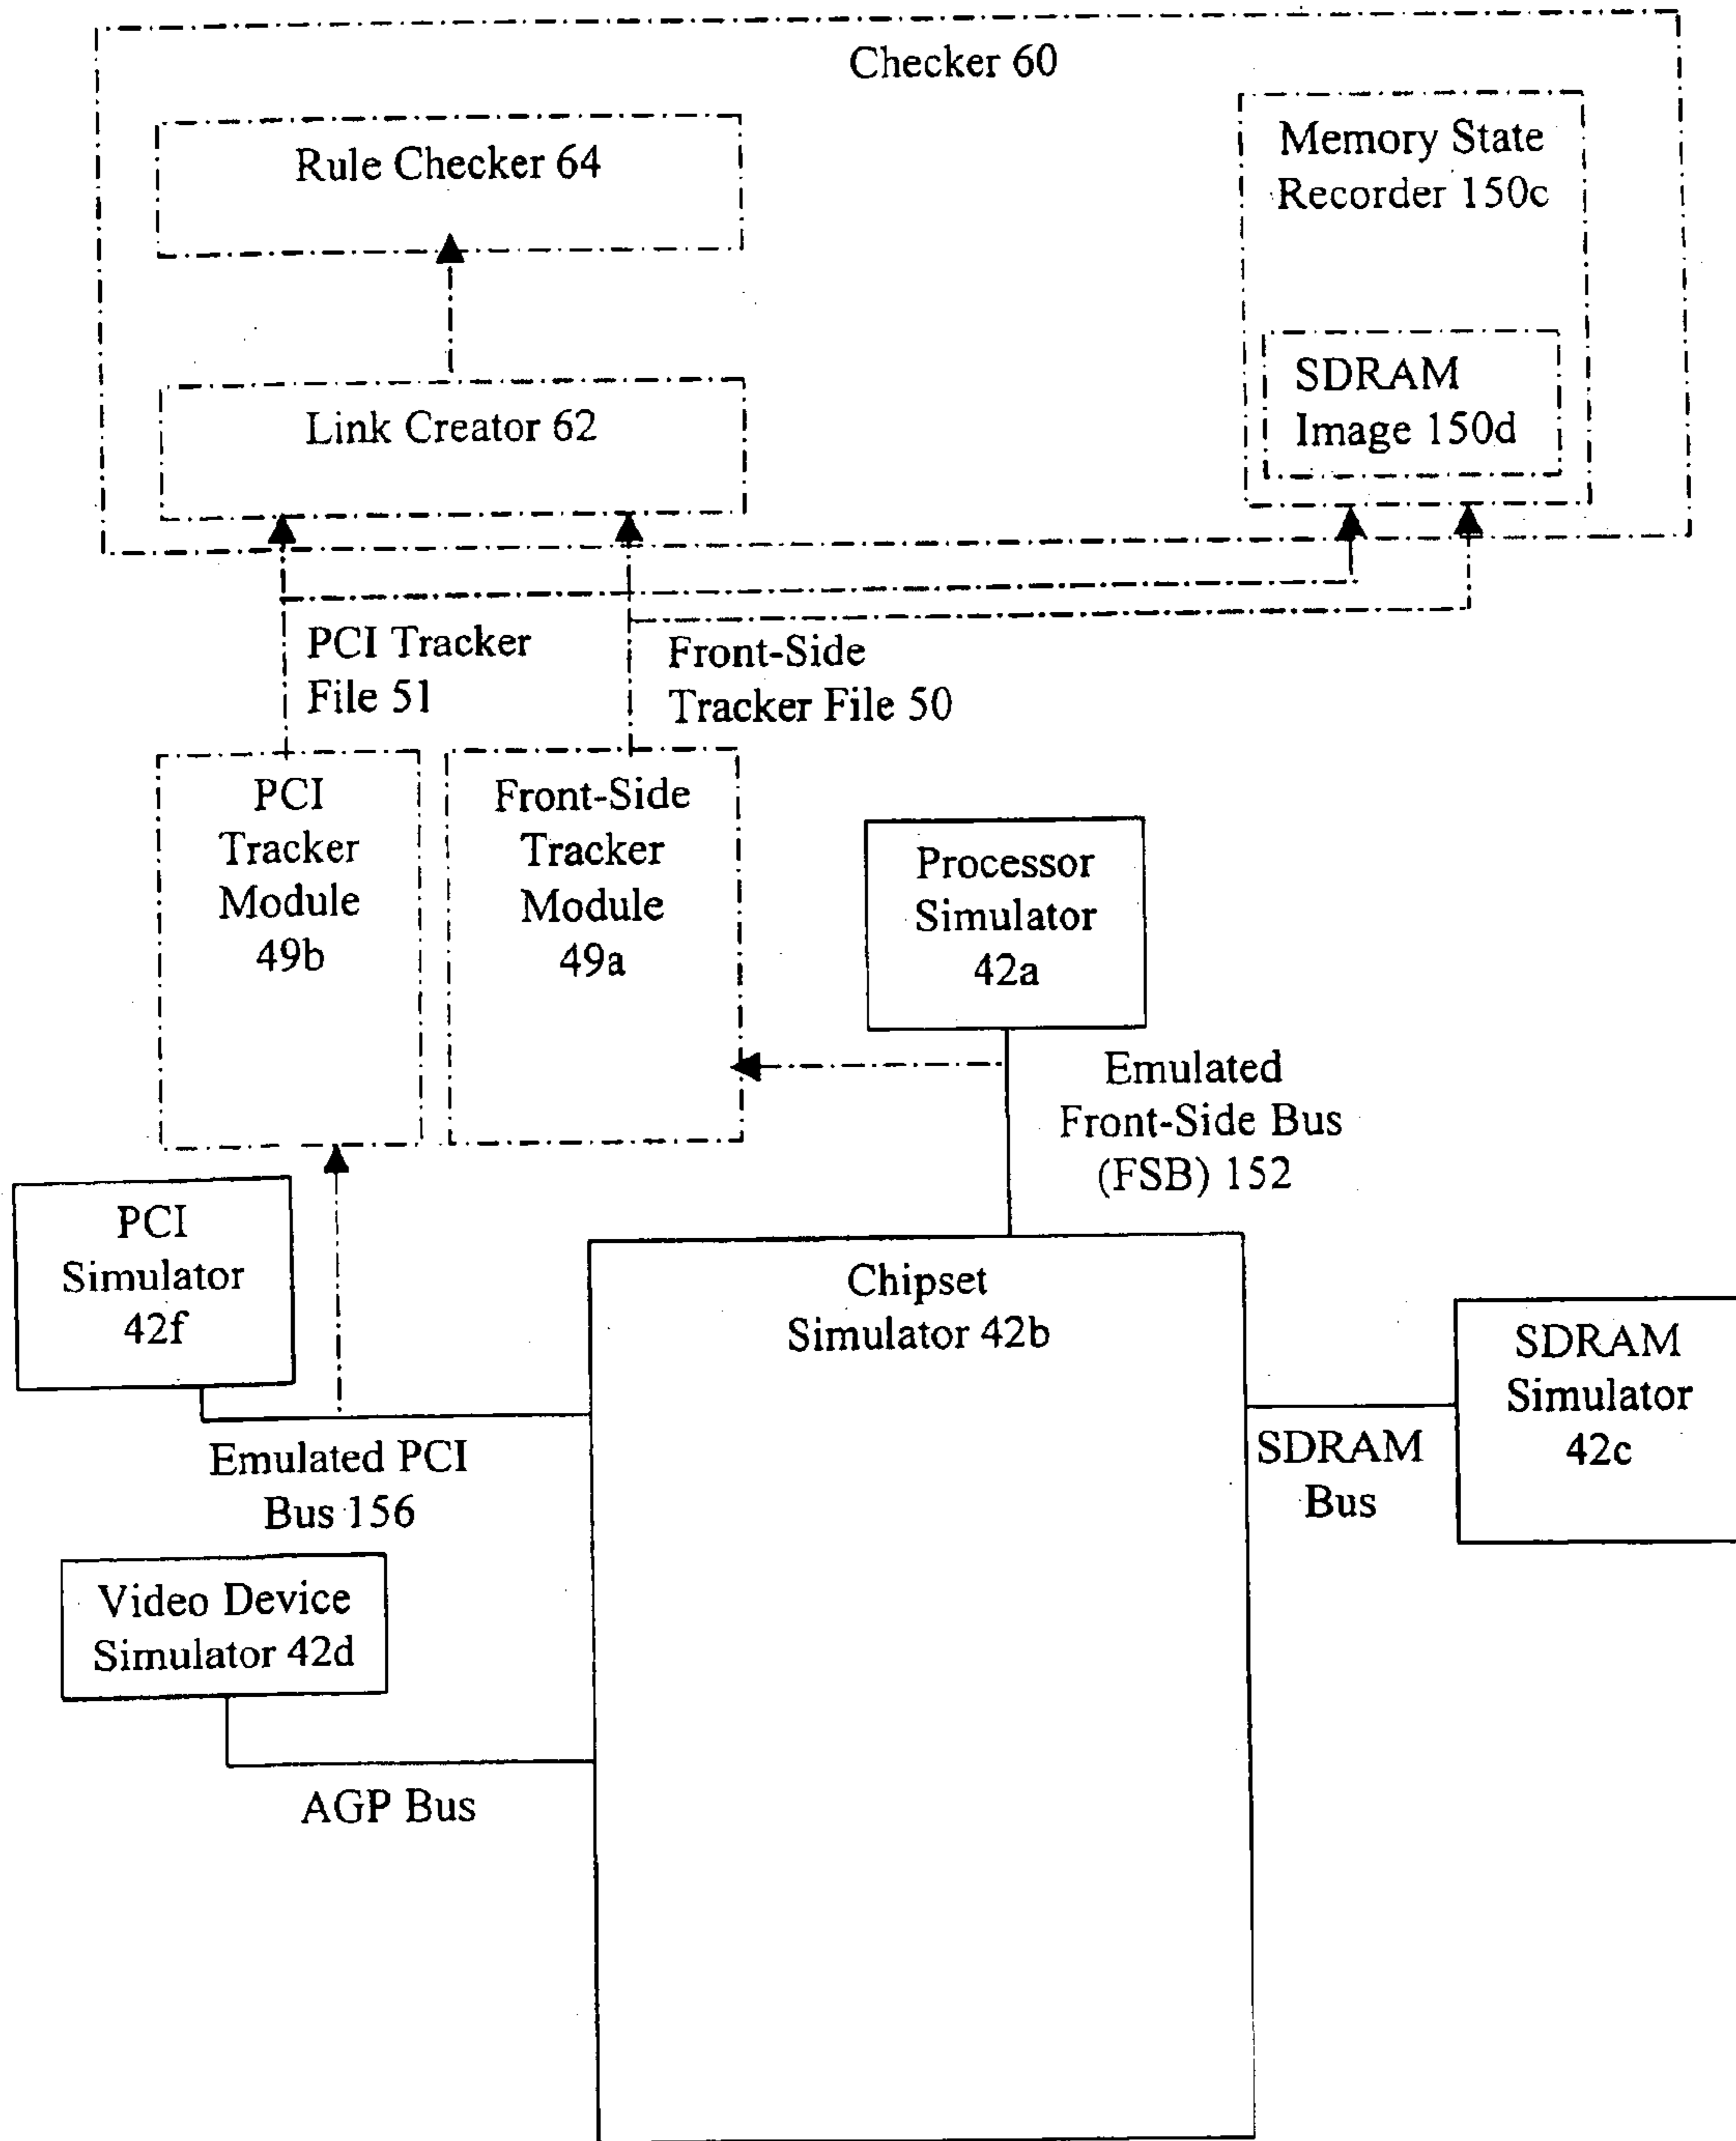 Checker 60
Rule Checker 64
Memory State
Recorder 150c
Link Creator 62
SDRAM
Image 150d
PCI Tracker
File 51
Front-Side
Tracker File 50
PCI
Tracker
Module
49b
Front-Side
Tracker
Module
49a
Processor
Simulator
42a
Emulated
Front-Side Bus
(FSB) 152
PCI
Simulator
42f
Chipset
Simulator 42b
SDRAM
Simulator
42c
Emulated PCI
Bus 156
SDRAM
Bus
Video Device
Simulator 42d
AGP Bus